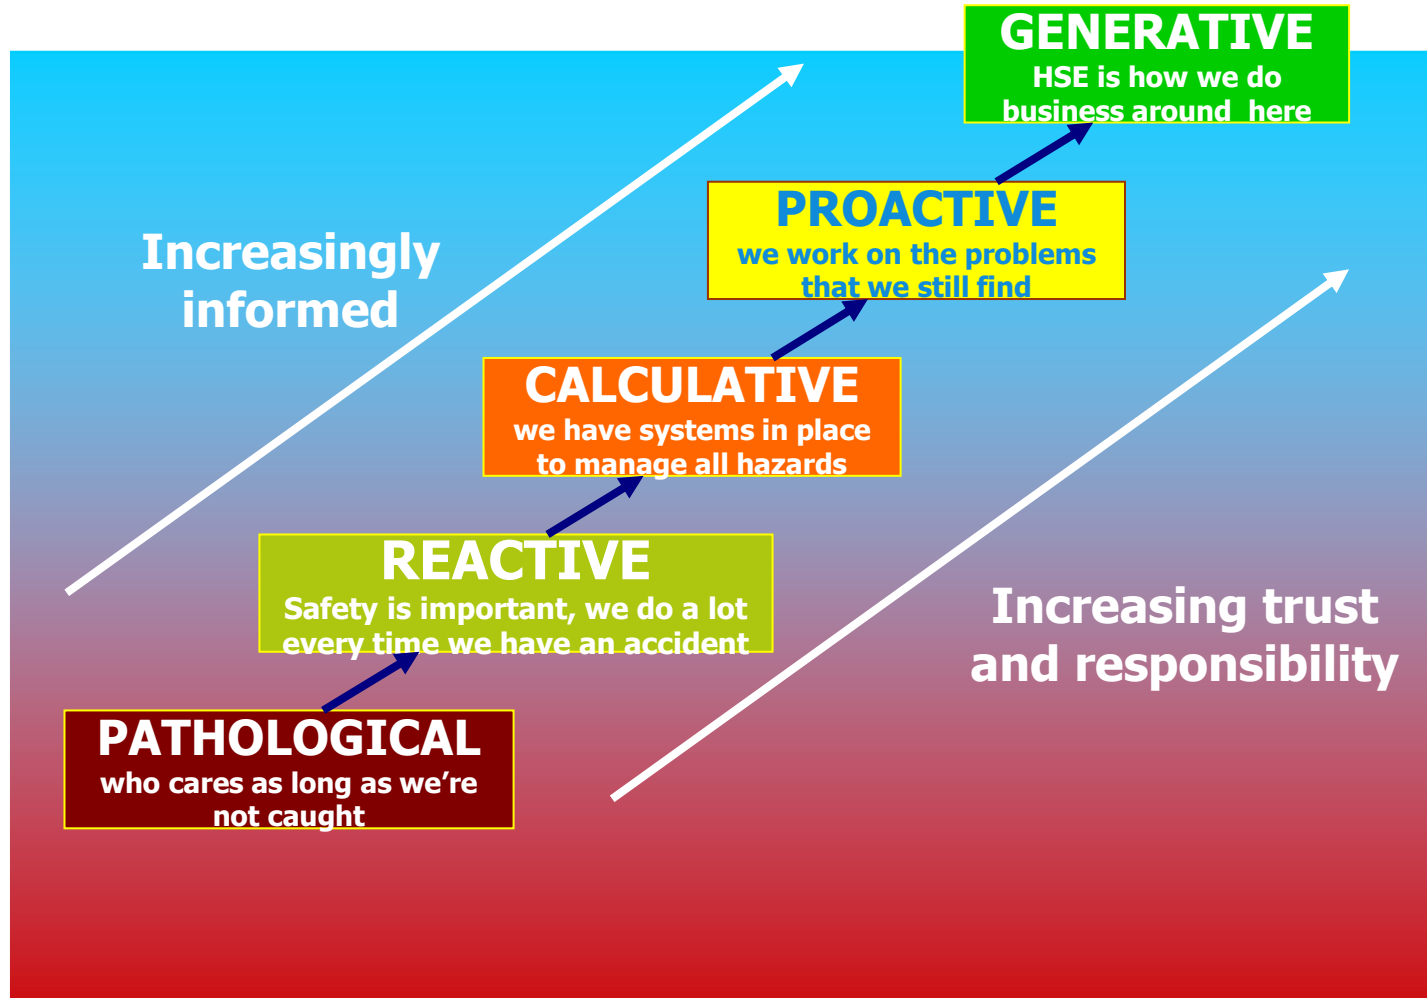 GENERATIVE
HSE is how we do
business around  here
PROACTIVE
we work on the problems
that we still find
Increasingly
informed
CALCULATIVE
we have systems in place
to manage all hazards
REACTIVE
Safety is important, we do a lot
every time we have an accident
Increasing trust
and responsibility
PATHOLOGICAL
who cares as long as we’re
not caught